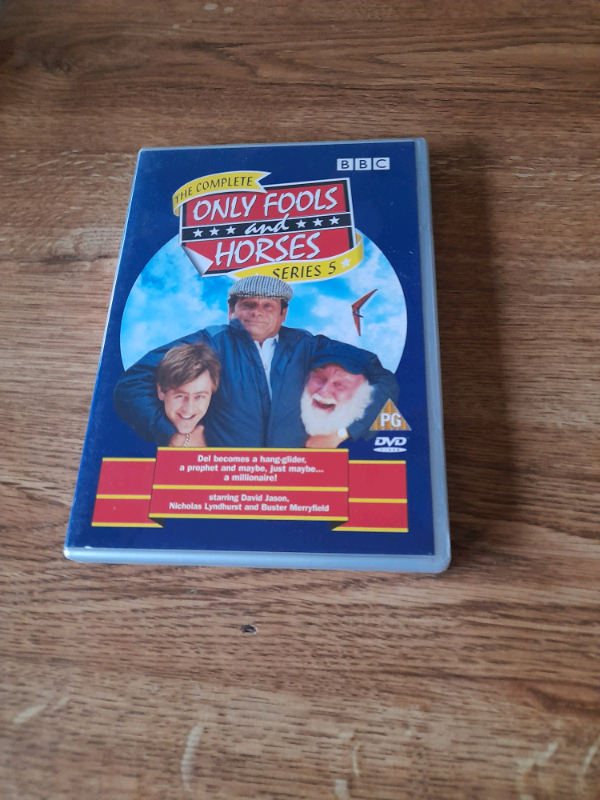 BBC
THE COMPLETE
ONLY FOOLS
and
HORSES
SERIES 5
PG
DVD
VIDEO
Del becomes a hang-glider,
a prophet and maybe, just maybe...
a millionaire!
starring David Jason,
Nicholas Lyndhurst and Buster Merryfield